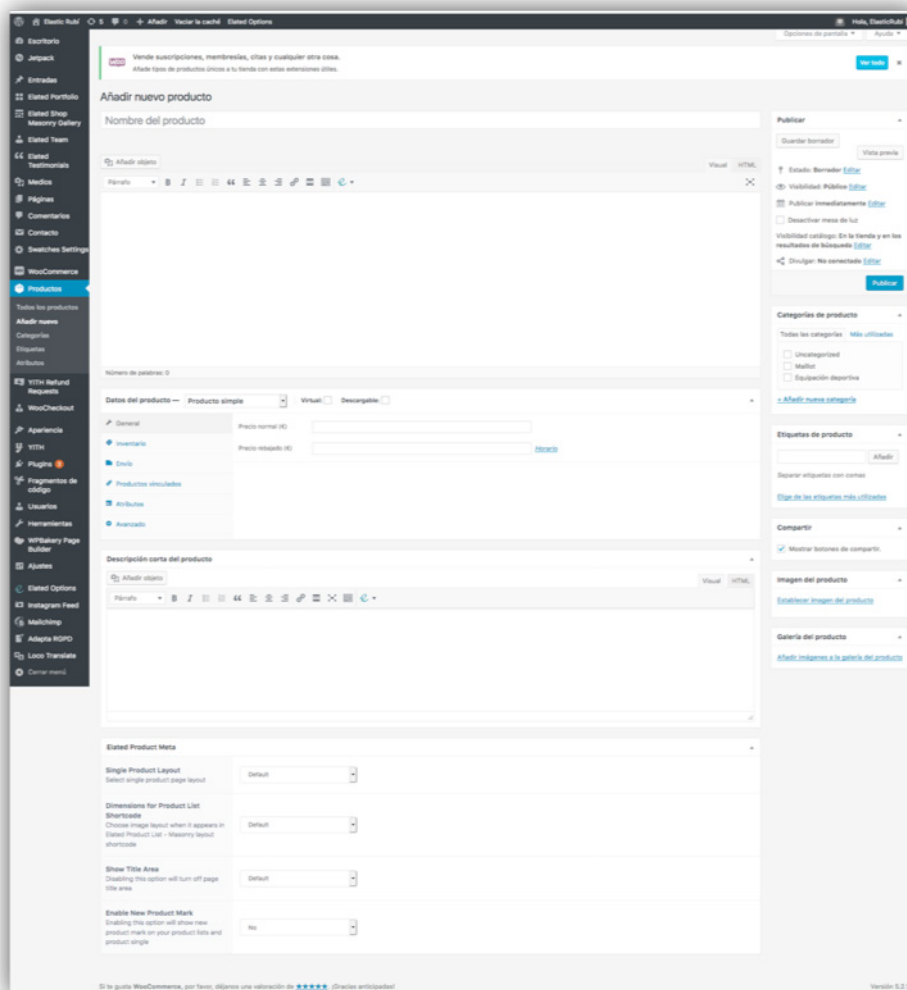 Elastic Rubí 5 0 + Añadir Vaciar la caché Elated Options Hola, ElasticRubi
Opciones de pantalla Ayuda
Escritorio
Jetpack
Entradas
Elated Portfolio
Elated Shop
Masonry Gallery
Elated Team
Elated
Testimonials
Medios
Páginas
Comentarios
Contacto
Swatches Settings
WooCommerce
Productos
Todos los productos
Añadir nuevo
Categorías
Etiquetas
Atributos
YITH Refund
Requests
WooCheckout
Apariencia
YITH
Plugins
Fragmentos de
código
Usuarios
Herramientas
WPBakery Page
Builder
Ajustes
Elated Options
Instagram Feed
Mailchimp
Adapta RGPD
Loco Translate
Cerrar menú
Vende suscripciones, membresías, citas y cualquier otra cosa.
Añade tipos de productos únicos a tu tienda con estas extensiones útiles.
Ver todo
Añadir nuevo producto
Nombre del producto
Añadir objeto
Visual HTML
Párrafo
Número de palabras: 0
Datos del producto — Producto simple Virtual: Descargable:
General
Inventario
Envío
Productos vinculados
Atributos
Avanzado
Precio normal (€)
Precio rebajado (€) Horario
Descripción corta del producto
Añadir objeto
Visual HTML
Párrafo
Elated Product Meta
Single Product Layout
Select single product page layout
Default
Dimensions for Product List
Shortcode
Choose image layout when it appears in
Elated Product List - Masonry layout
shortcode
Default
Show Title Area
Disabling this option will turn off page
title area
Default
Enable New Product Mark
Enabling this option will show new
product mark on your product lists and
product single
No
Publicar
Guardar borrador
Vista previa
Estado: Borrador Editar
Visibilidad: Público Editar
Publicar inmediatamente Editar
Desactivar mesa de luz
Visibilidad catálogo: En la tienda y en los
resultados de búsqueda Editar
Divulgar: No conectado Editar
Publicar
Categorías de producto
Todas las categorías Más utilizadas
Uncategorized
Maillot
Equipación deportiva
+ Añadir nueva categoría
Etiquetas de producto
Añadir
Separar etiquetas con comas
Elige de las etiquetas más utilizadas
Compartir
Mostrar botones de compartir.
Imagen del producto
Establecer imagen del producto
Galería del producto
Añadir imágenes a la galería del producto
Si te gusta WooCommerce, por favor, déjanos una valoración de ★★★★★. ¡Gracias anticipadas!
Versión 5.2